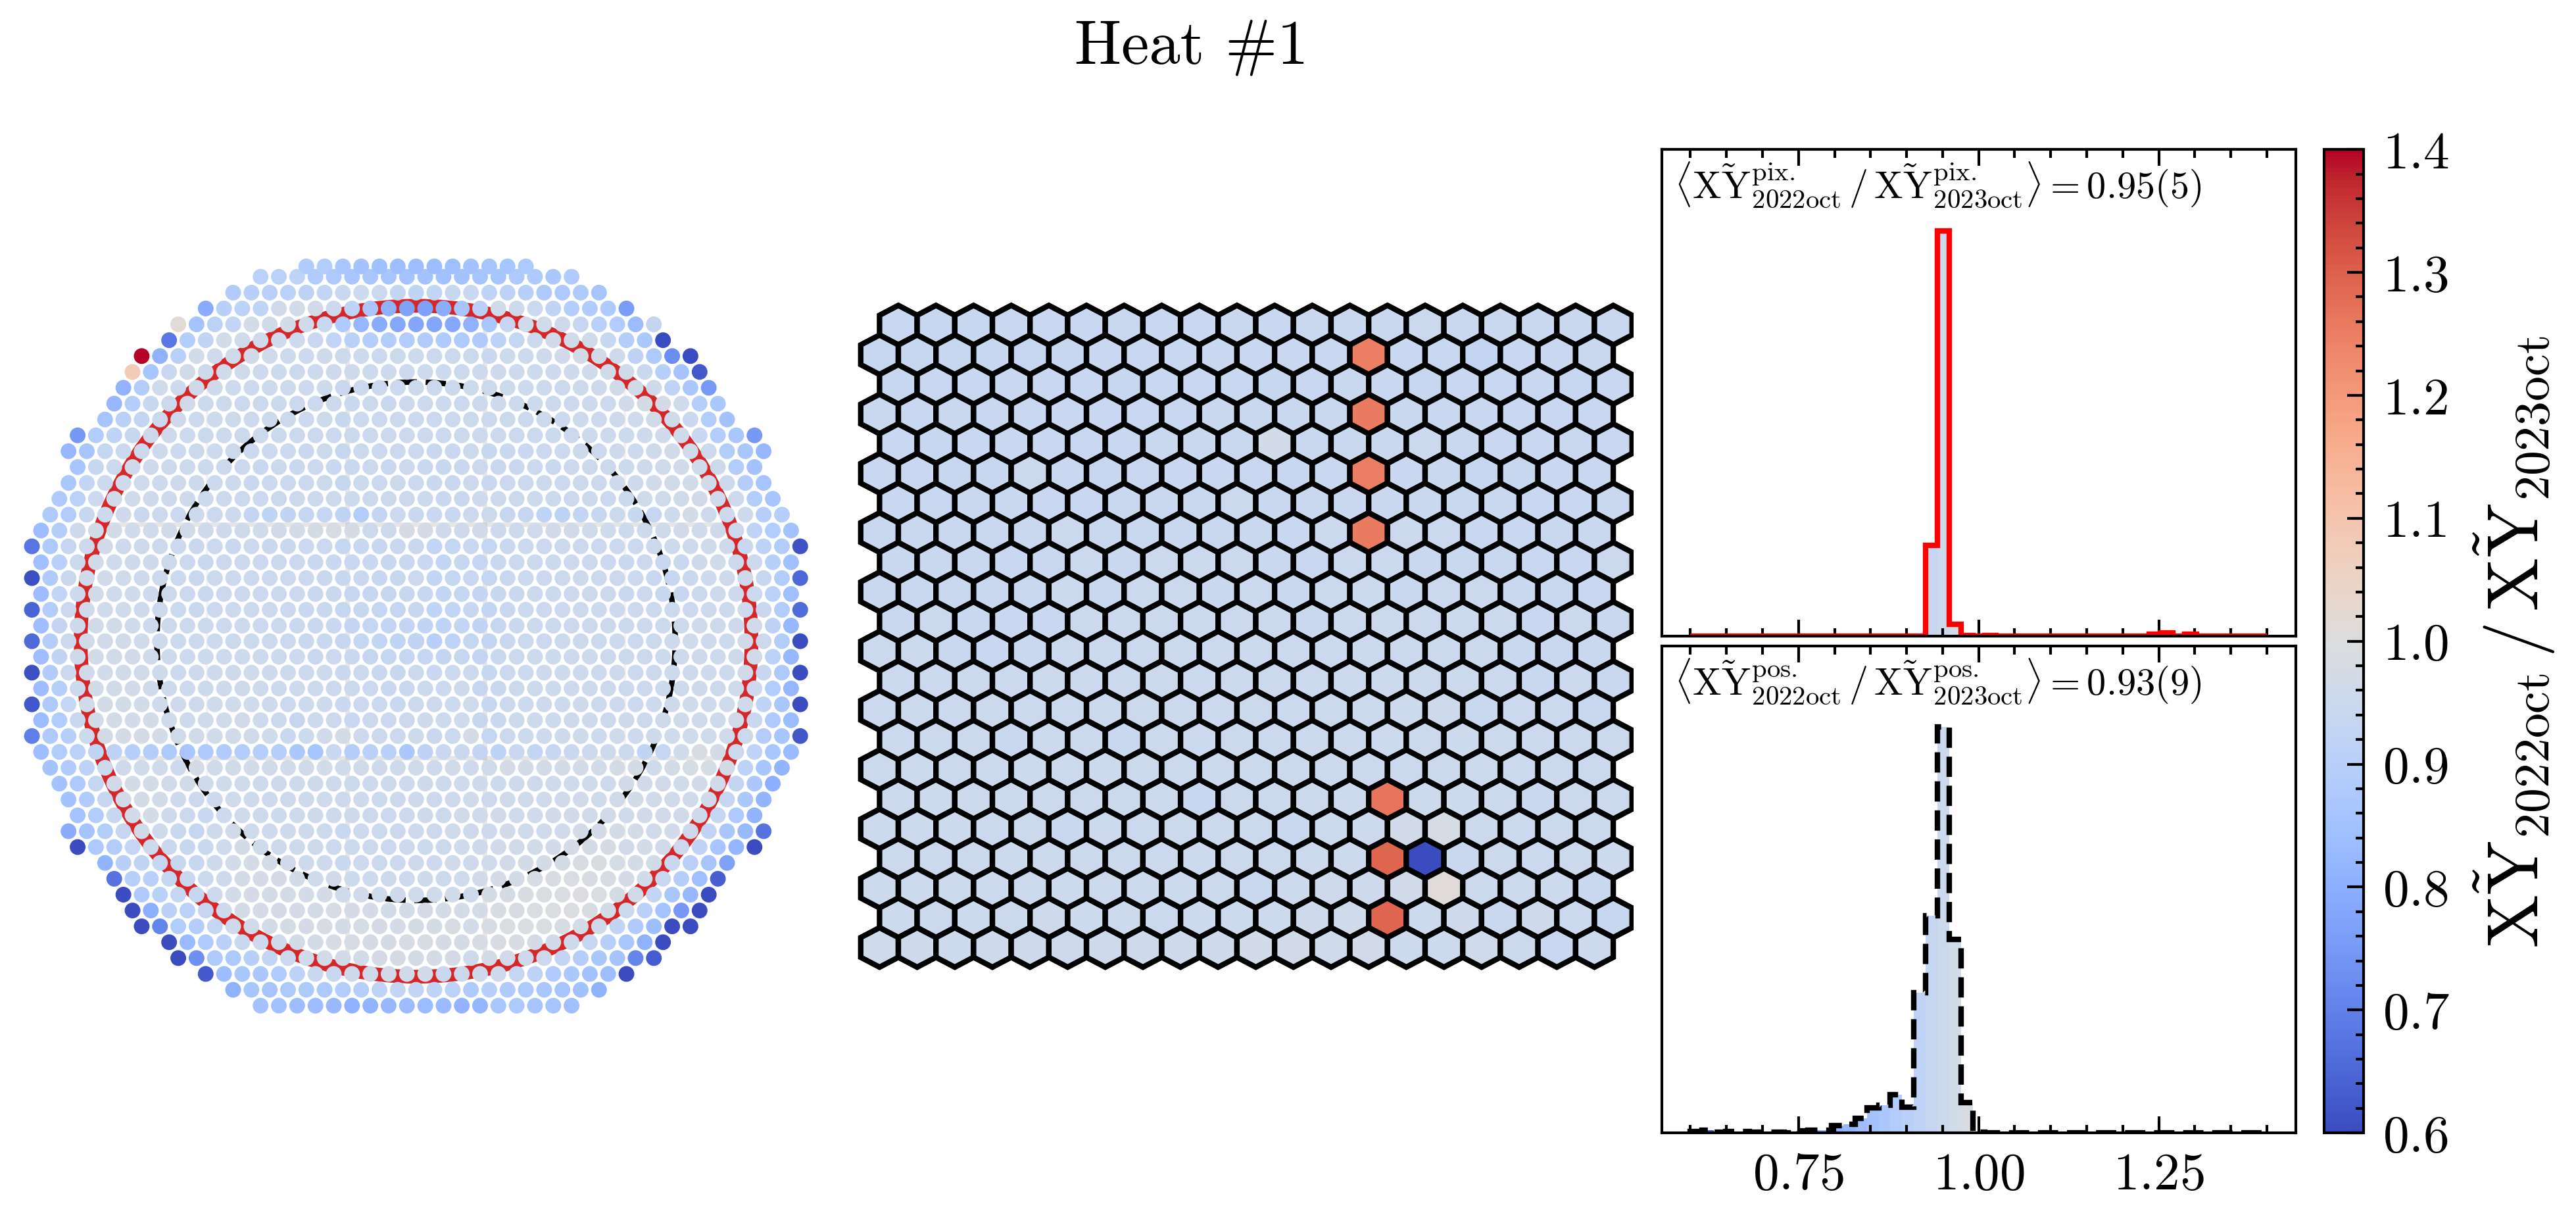 Heat #1
⟨XỸ^pix._2022oct / XỸ^pix._2023oct⟩ = 0.95(5)
⟨XỸ^pos._2022oct / XỸ^pos._2023oct⟩ = 0.93(9)
0.75 1.00 1.25
1.4
1.3
1.2
1.1
1.0
0.9
0.8
0.7
0.6
XỸ_2022oct / XỸ_2023oct